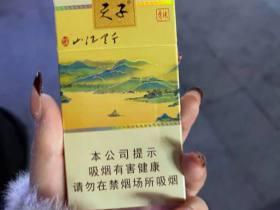 天子
本公司提示
吸烟有害健康
请勿在禁烟场所吸烟